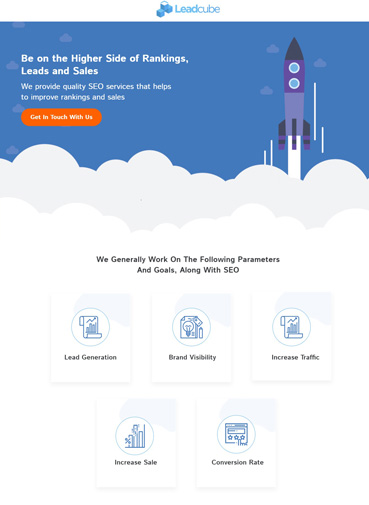 Leadcube
Be on the Higher Side of Rankings,
Leads and Sales
We provide quality SEO services that helps
to improve rankings and sales
Get In Touch With Us
We Generally Work On The Following Parameters
And Goals, Along With SEO
Lead Generation
Brand Visibility
Increase Traffic
Increase Sale
Conversion Rate